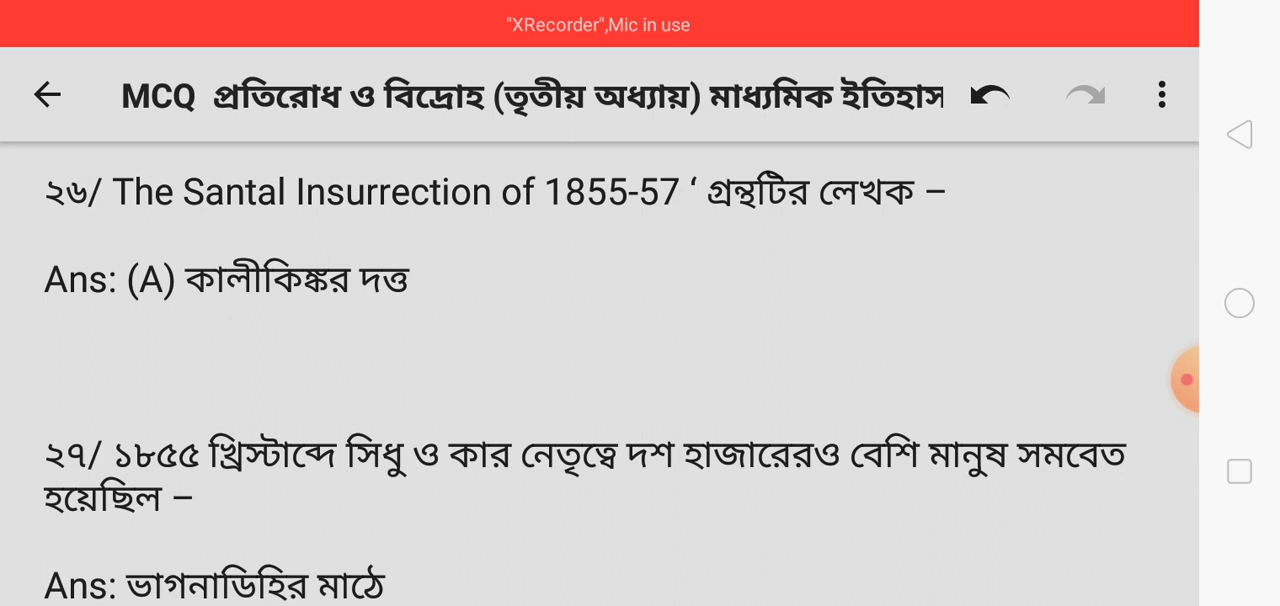 "XRecorder",Mic in use
MCQ প্রতিরোধ ও বিদ্রোহ (তৃতীয় অধ্যায়) মাধ্যমিক ইতিহাস
২৬/ The Santal Insurrection of 1855-57 ‘ গ্রন্থটির লেখক –
Ans: (A) কালীকিঙ্কর দত্ত
২৭/ ১৮৫৫ খ্রিস্টাব্দে সিধু ও কার নেতৃত্বে দশ হাজারেরও বেশি মানুষ সমবেত
হয়েছিল –
Ans: ভাগনাডিহির মাঠে